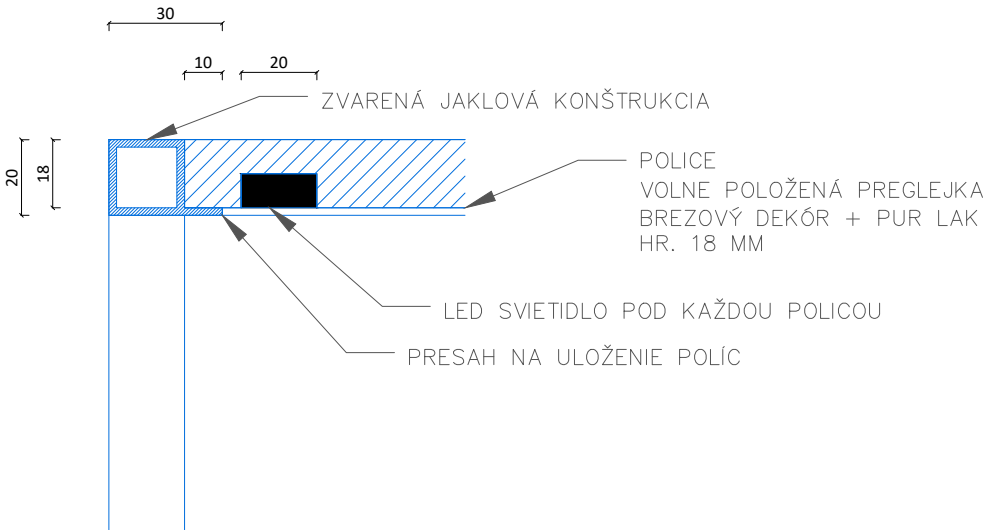 30
10
20
ZVARENÁ JAKLOVÁ KONŠTRUKCIA
20
18
POLICE
VOLNE POLOŽENÁ PREGLEJKA
BREZOVÝ DEKÓR + PUR LAK
HR. 18 MM
LED SVIETIDLO POD KAŽDOU POLICOU
PRESAH NA ULOŽENIE POLÍC